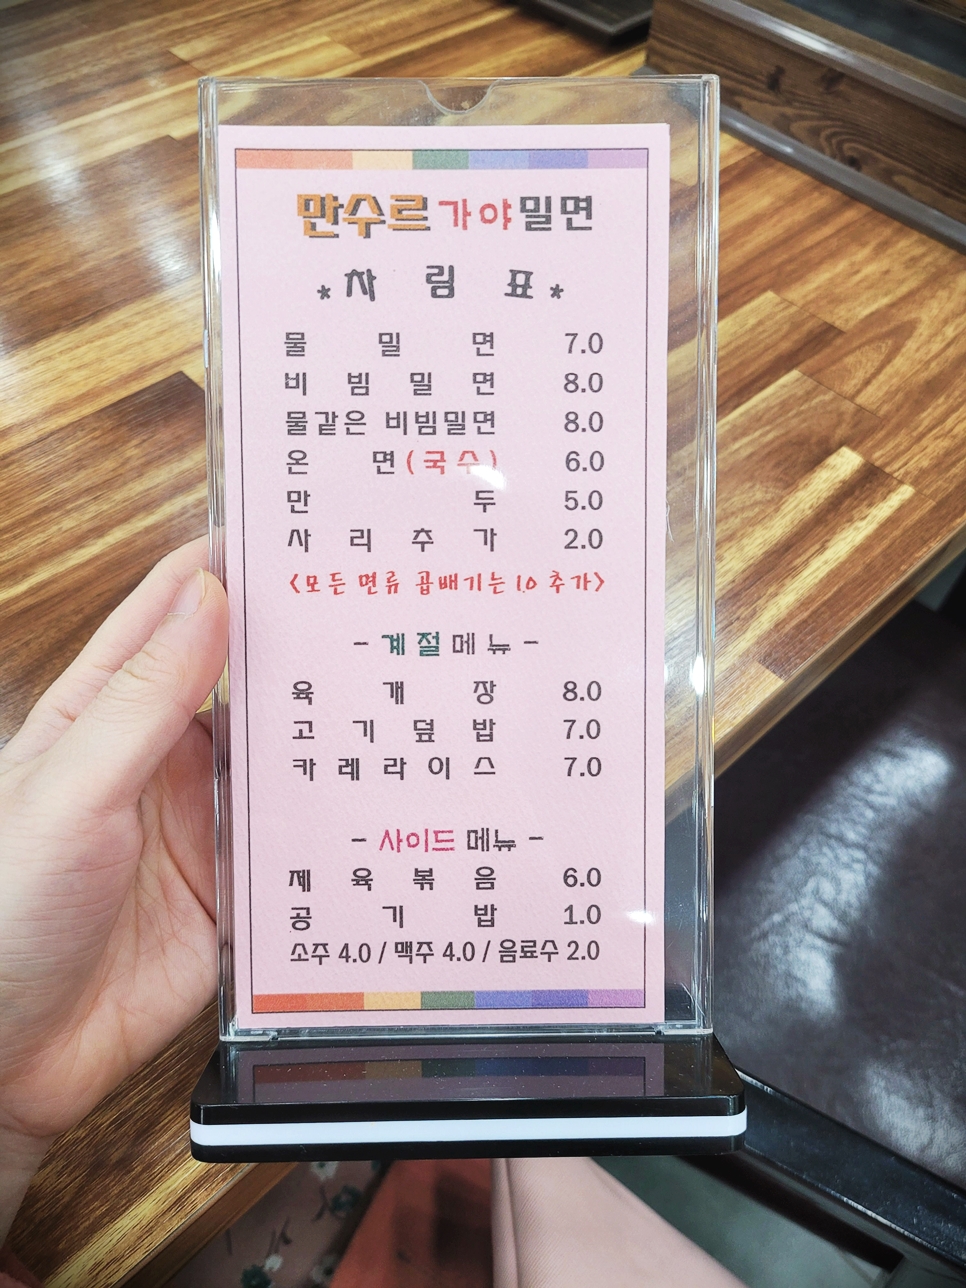 만수르 가야밀면
*차림표*
물밀면 7.0
비빔밀면 8.0
물같은 비빔밀면 8.0
온면(국수) 6.0
만두 5.0
사리추가 2.0
<모든 면류 곱배기는 1.0 추가>
- 계절메뉴 -
육개장 8.0
고기덮밥 7.0
카레라이스 7.0
- 사이드 메뉴 -
제육볶음 6.0
공기밥 1.0
소주 4.0 / 맥주 4.0 / 음료수 2.0